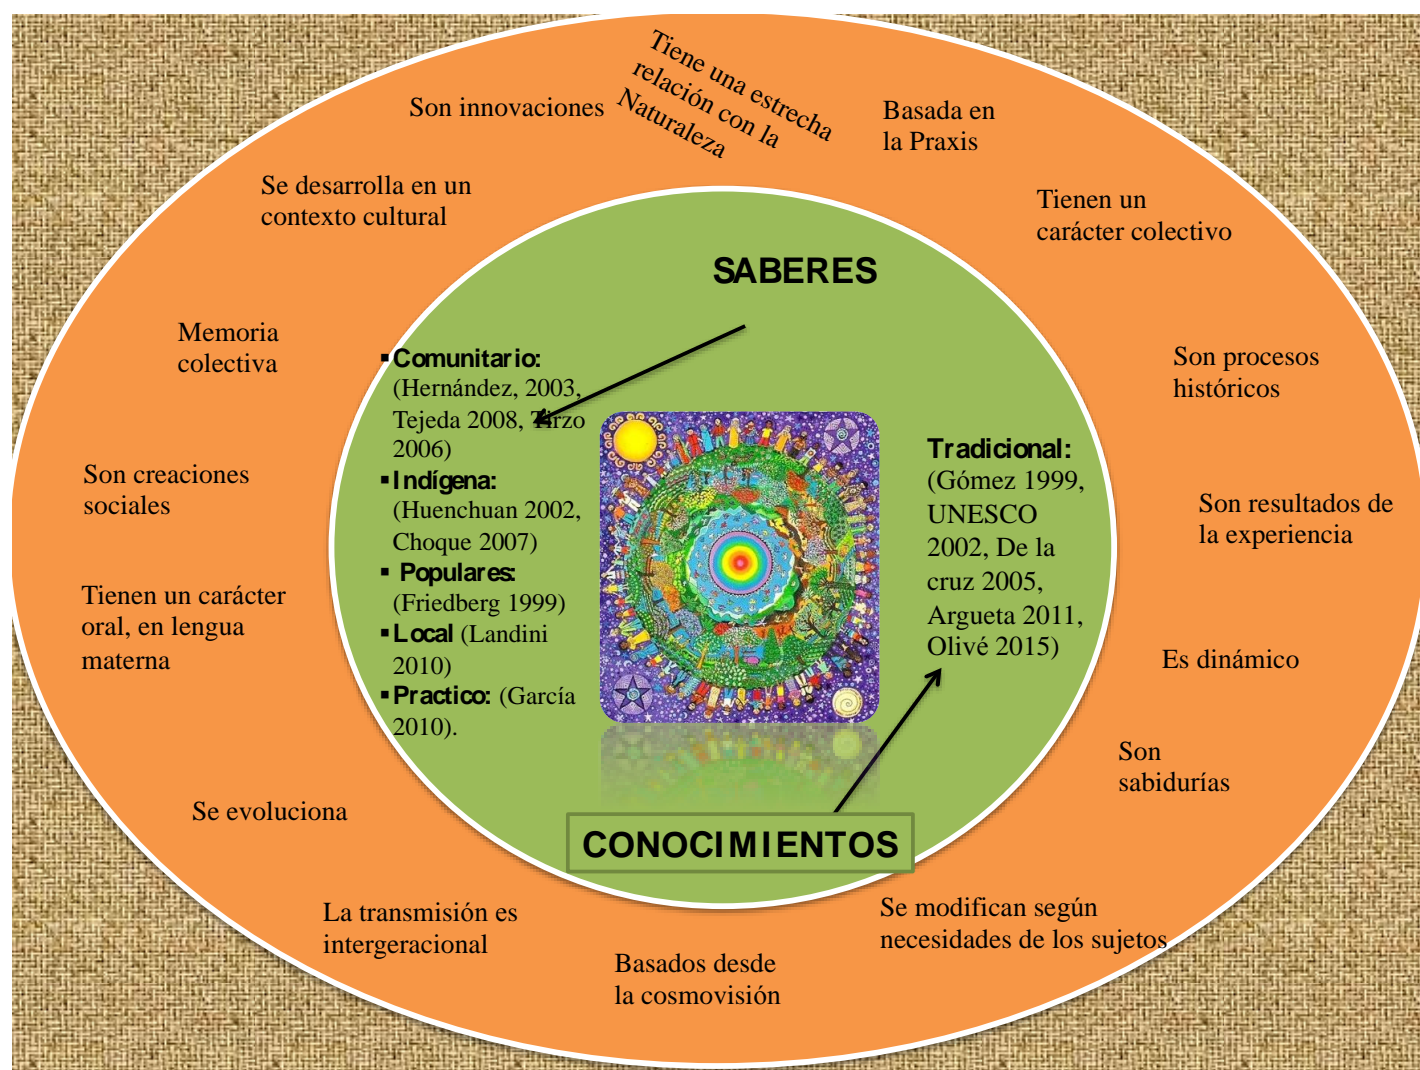 Tiene una estrecha
relación con la
Naturaleza
Son innovaciones
Basada en
la Praxis
Se desarrolla en un
contexto cultural
Tienen un
carácter colectivo
SABERES
Memoria
colectiva
▪Comunitario:
(Hernández, 2003,
Tejeda 2008, Tirzo
2006)
▪Indígena:
(Huenchuan 2002,
Choque 2007)
▪ Populares:
(Friedberg 1999)
▪Local (Landini
2010)
▪Practico: (García
2010).
Tradicional:
(Gómez 1999,
UNESCO
2002, De la
cruz 2005,
Argueta 2011,
Olivé 2015)
Son procesos
históricos
Son creaciones
sociales
Son resultados de
la experiencia
Tienen un carácter
oral, en lengua
materna
Es dinámico
Son
sabidurías
Se evoluciona
CONOCIMIENTOS
La transmisión es
intergeracional
Se modifican según
necesidades de los sujetos
Basados desde
la cosmovisión